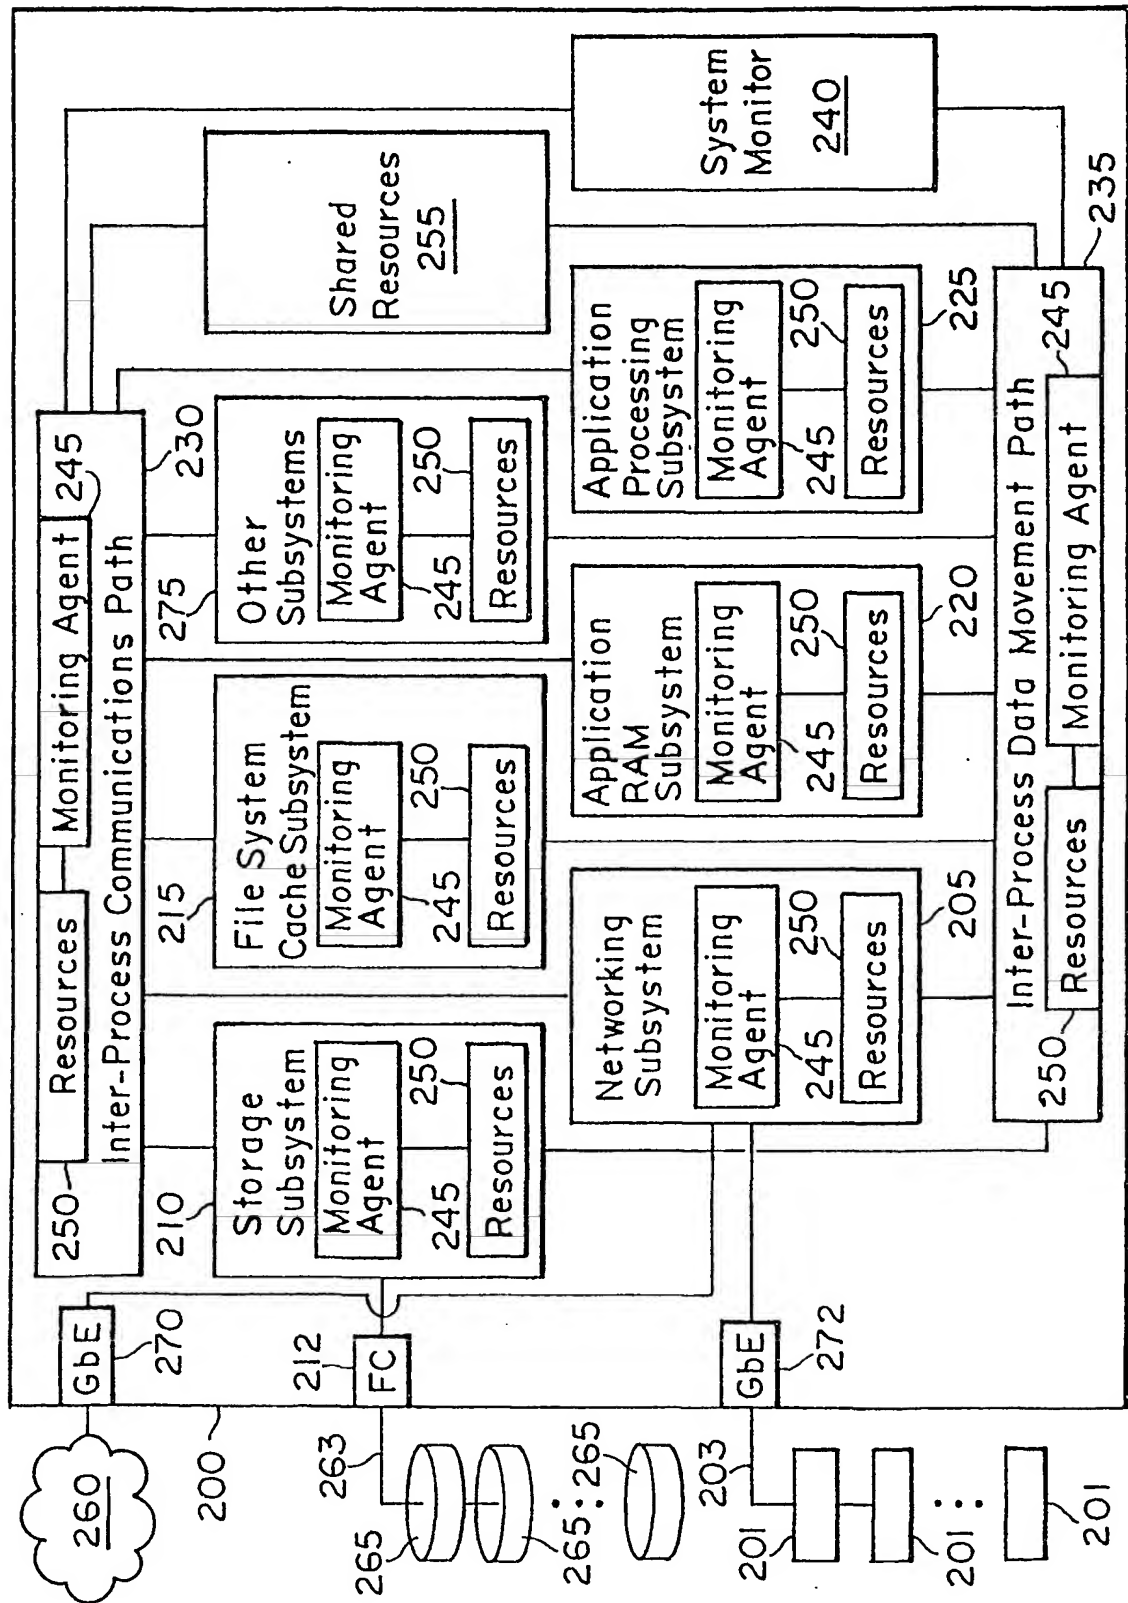 250
Resources
Monitoring Agent
245
Inter-Process Communications Path
230
210
Storage
Subsystem
Monitoring
Agent
245
250
Resources
215
File System
Cache Subsystem
Monitoring
Agent
245
250
Resources
275
Other
Subsystems
Monitoring
Agent
245
250
Resources
Shared
Resources
255
System
Monitor
240
Networking
Subsystem
Monitoring
Agent
245
250
Resources
205
Application
RAM
Subsystem
Monitoring
Agent
245
250
Resources
220
Application
Processing
Subsystem
Monitoring
Agent
245
250
Resources
225
Inter-Process Data Movement Path
235
250
Resources
Monitoring Agent
245
GbE
270
212
FC
GbE
272
260
200
263
265
265
265
203
201
201
201